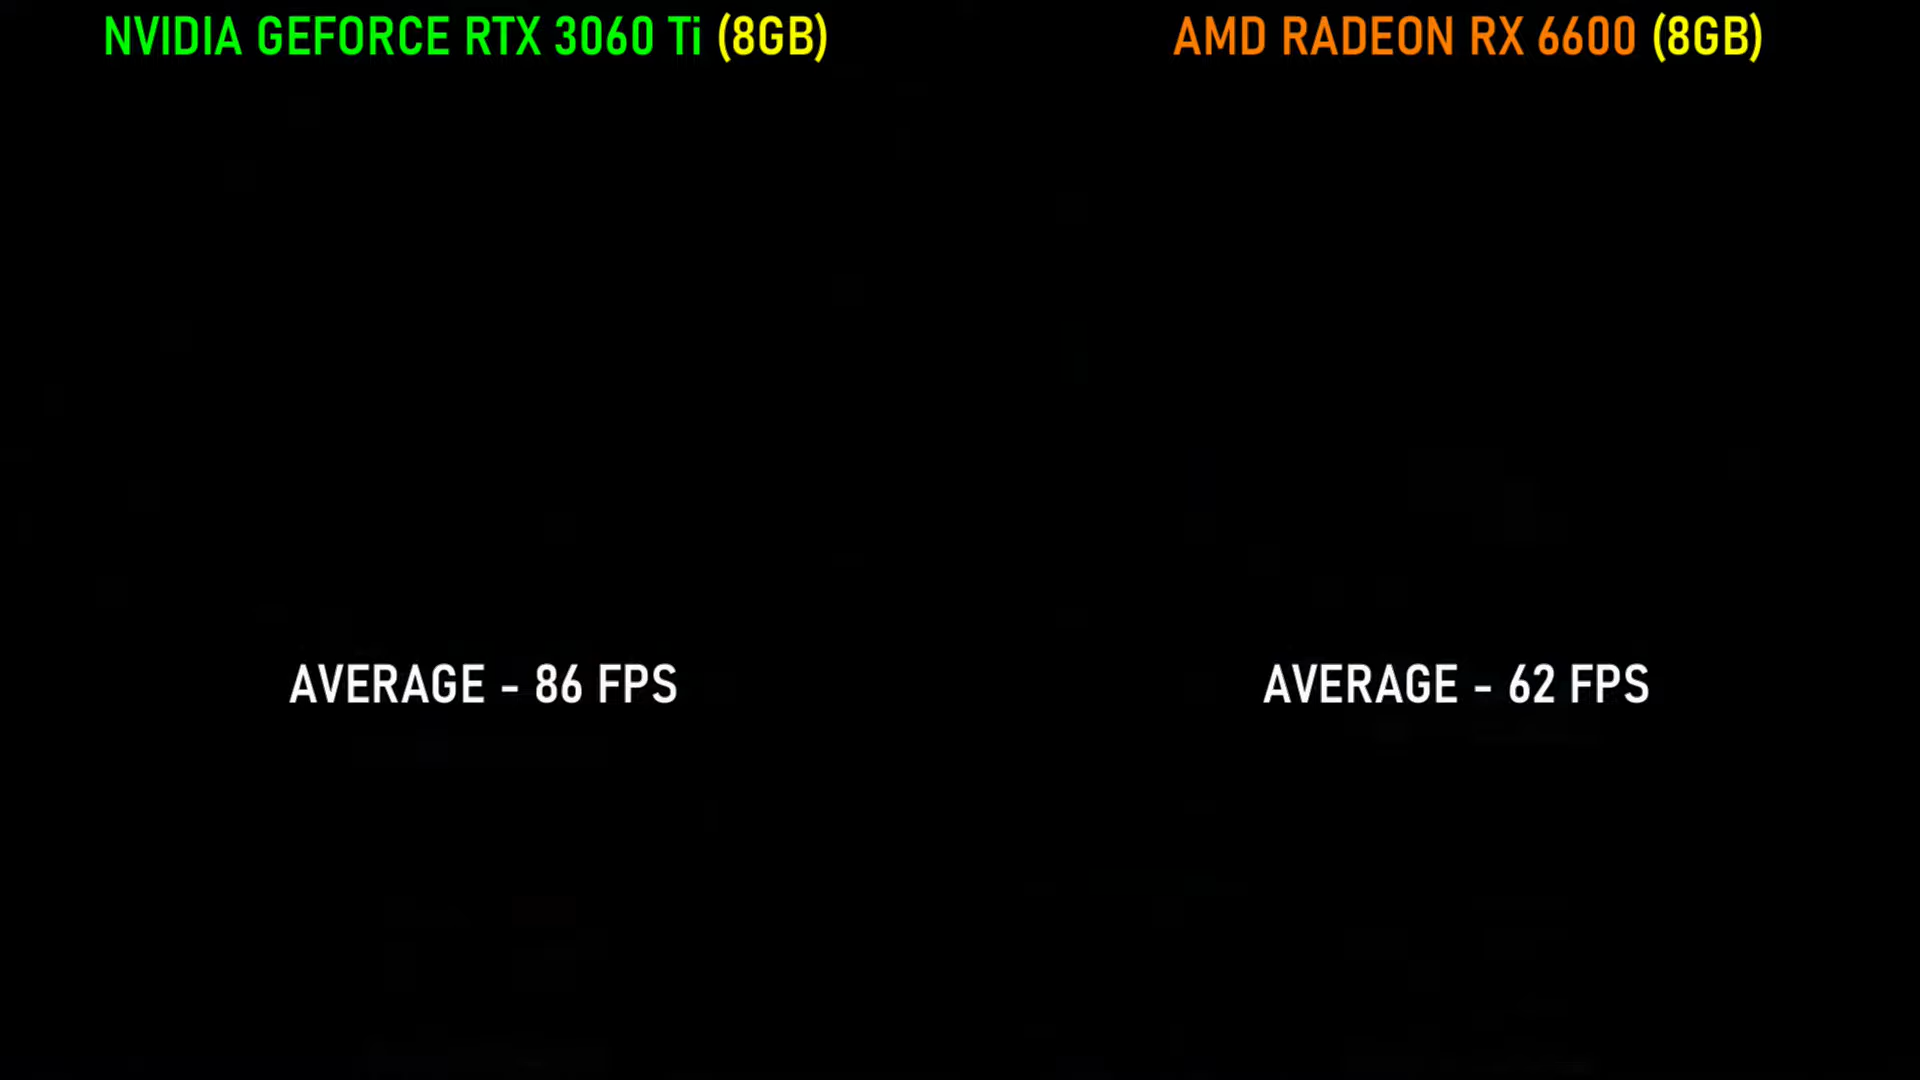 NVIDIA GEFORCE RTX 3060 Ti (8GB)
AMD RADEON RX 6600 (8GB)
AVERAGE - 86 FPS
AVERAGE - 62 FPS